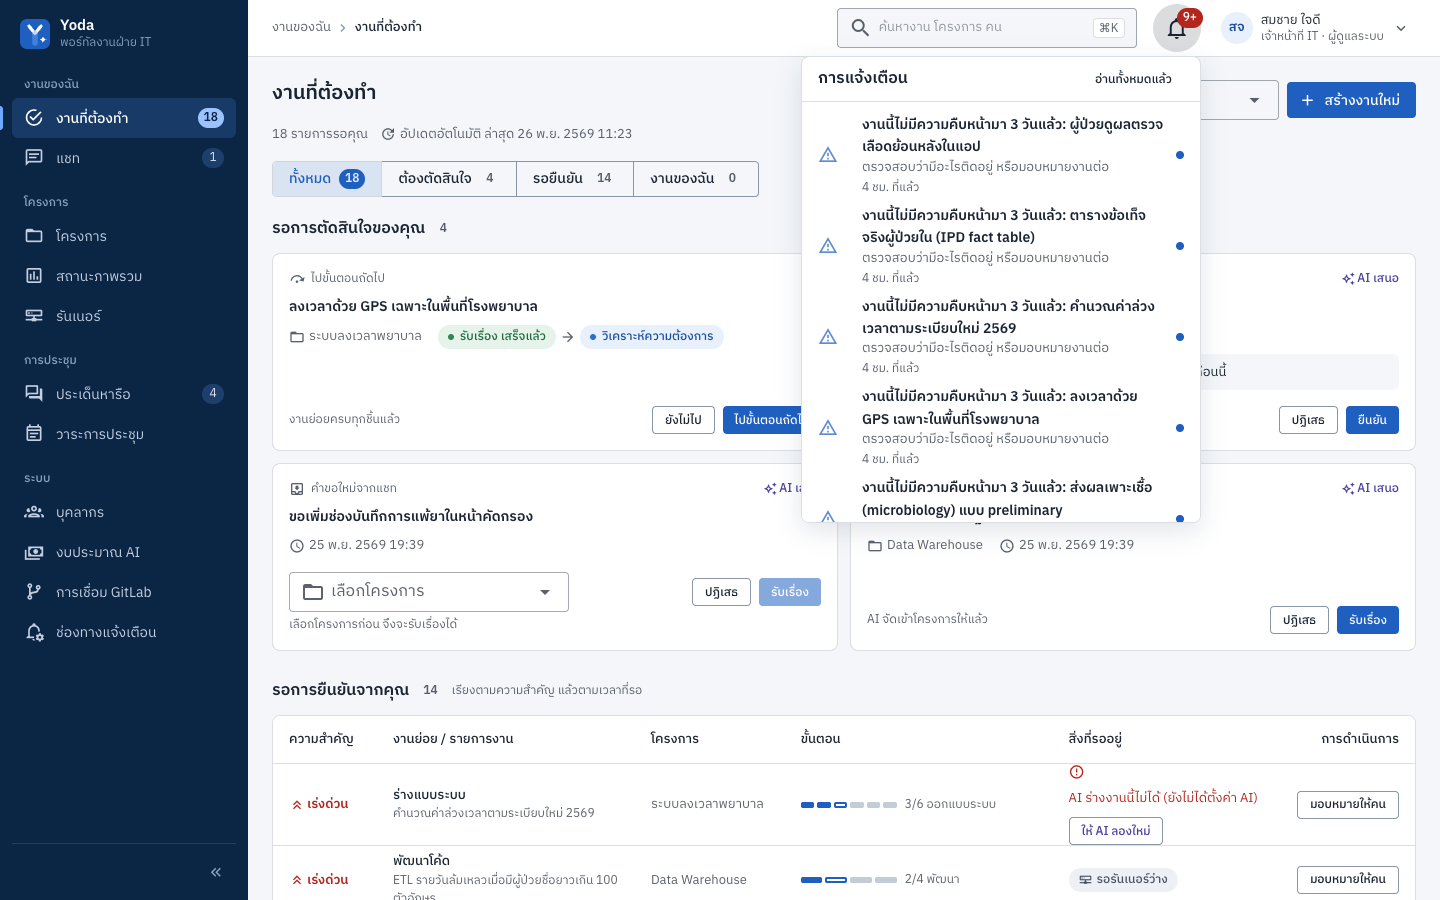 Yoda
พอร์ทัลงานฝ่าย IT
งานของฉัน
งานที่ต้องทำ 18
แชท 1
โครงการ
โครงการ
สถานะภาพรวม
รันเนอร์
การประชุม
ประเด็นหารือ 4
วาระการประชุม
ระบบ
บุคลากร
งบประมาณ AI
การเชื่อม GitLab
ช่องทางแจ้งเตือน
งานของฉัน > งานที่ต้องทำ
ค้นหางาน โครงการ คน ⌘K
9+
สจ
สมชาย ใจดี
เจ้าหน้าที่ IT · ผู้ดูแลระบบ
งานที่ต้องทำ
สร้างงานใหม่
18 รายการรอคุณ อัปเดตอัตโนมัติ ล่าสุด 26 พ.ย. 2569 11:23
ทั้งหมด 18 ต้องตัดสินใจ 4 รอยืนยัน 14 งานของฉัน 0
การแจ้งเตือน อ่านทั้งหมดแล้ว
งานนี้ไม่มีความคืบหน้ามา 3 วันแล้ว: ผู้ป่วยดูผลตรวจ
เลือดย้อนหลังในแอป
ตรวจสอบว่ามีอะไรติดอยู่ หรือมอบหมายงานต่อ
4 ชม. ที่แล้ว
งานนี้ไม่มีความคืบหน้ามา 3 วันแล้ว: ตารางข้อเท็จ
จริงผู้ป่วยใน (IPD fact table)
ตรวจสอบว่ามีอะไรติดอยู่ หรือมอบหมายงานต่อ
4 ชม. ที่แล้ว
งานนี้ไม่มีความคืบหน้ามา 3 วันแล้ว: คำนวณค่าล่วง
เวลาตามระเบียบใหม่ 2569
ตรวจสอบว่ามีอะไรติดอยู่ หรือมอบหมายงานต่อ
4 ชม. ที่แล้ว
งานนี้ไม่มีความคืบหน้ามา 3 วันแล้ว: ลงเวลาด้วย
GPS เฉพาะในพื้นที่โรงพยาบาล
ตรวจสอบว่ามีอะไรติดอยู่ หรือมอบหมายงานต่อ
4 ชม. ที่แล้ว
งานนี้ไม่มีความคืบหน้ามา 3 วันแล้ว: ส่งผลเพาะเชื้อ
(microbiology) แบบ preliminary
รอการตัดสินใจของคุณ 4
ไปขั้นตอนถัดไป
ลงเวลาด้วย GPS เฉพาะในพื้นที่โรงพยาบาล
ระบบลงเวลาพยาบาล รับเรื่อง เสร็จแล้ว → วิเคราะห์ความต้องการ
งานย่อยครบทุกชิ้นแล้ว ยังไม่ไป ไปขั้นตอนถัดไ
AI เสนอ
ปฏิเสธ ยืนยัน
คำขอใหม่จากแชท AI
ขอเพิ่มช่องบันทึกการแพ้ยาในหน้าคัดกรอง
25 พ.ย. 2569 19:39
เลือกโครงการ ปฏิเสธ รับเรื่อง
เลือกโครงการก่อน จึงจะรับเรื่องได้
AI เสนอ
Data Warehouse 25 พ.ย. 2569 19:39
AI จัดเข้าโครงการให้แล้ว ปฏิเสธ รับเรื่อง
รอการยืนยันจากคุณ 14 เรียงตามความสำคัญ แล้วตามเวลาที่รอ
ความสำคัญ งานย่อย / รายการงาน โครงการ ขั้นตอน สิ่งที่รออยู่ การดำเนินการ
เร่งด่วน
ร่างแบบระบบ
คำนวณค่าล่วงเวลาตามระเบียบใหม่ 2569
ระบบลงเวลาพยาบาล
3/6 ออกแบบระบบ
AI ร่างงานนี้ไม่ได้ (ยังไม่ได้ตั้งค่า AI)
ให้ AI ลองใหม่
มอบหมายให้คน
เร่งด่วน
พัฒนาโค้ด
ETL รายวันล้มเหลวเมื่อมีผู้ป่วยชื่อยาวเกิน 100
ตัวอักษร
Data Warehouse
2/4 พัฒนา
รอรันเนอร์ว่าง
มอบหมายให้คน